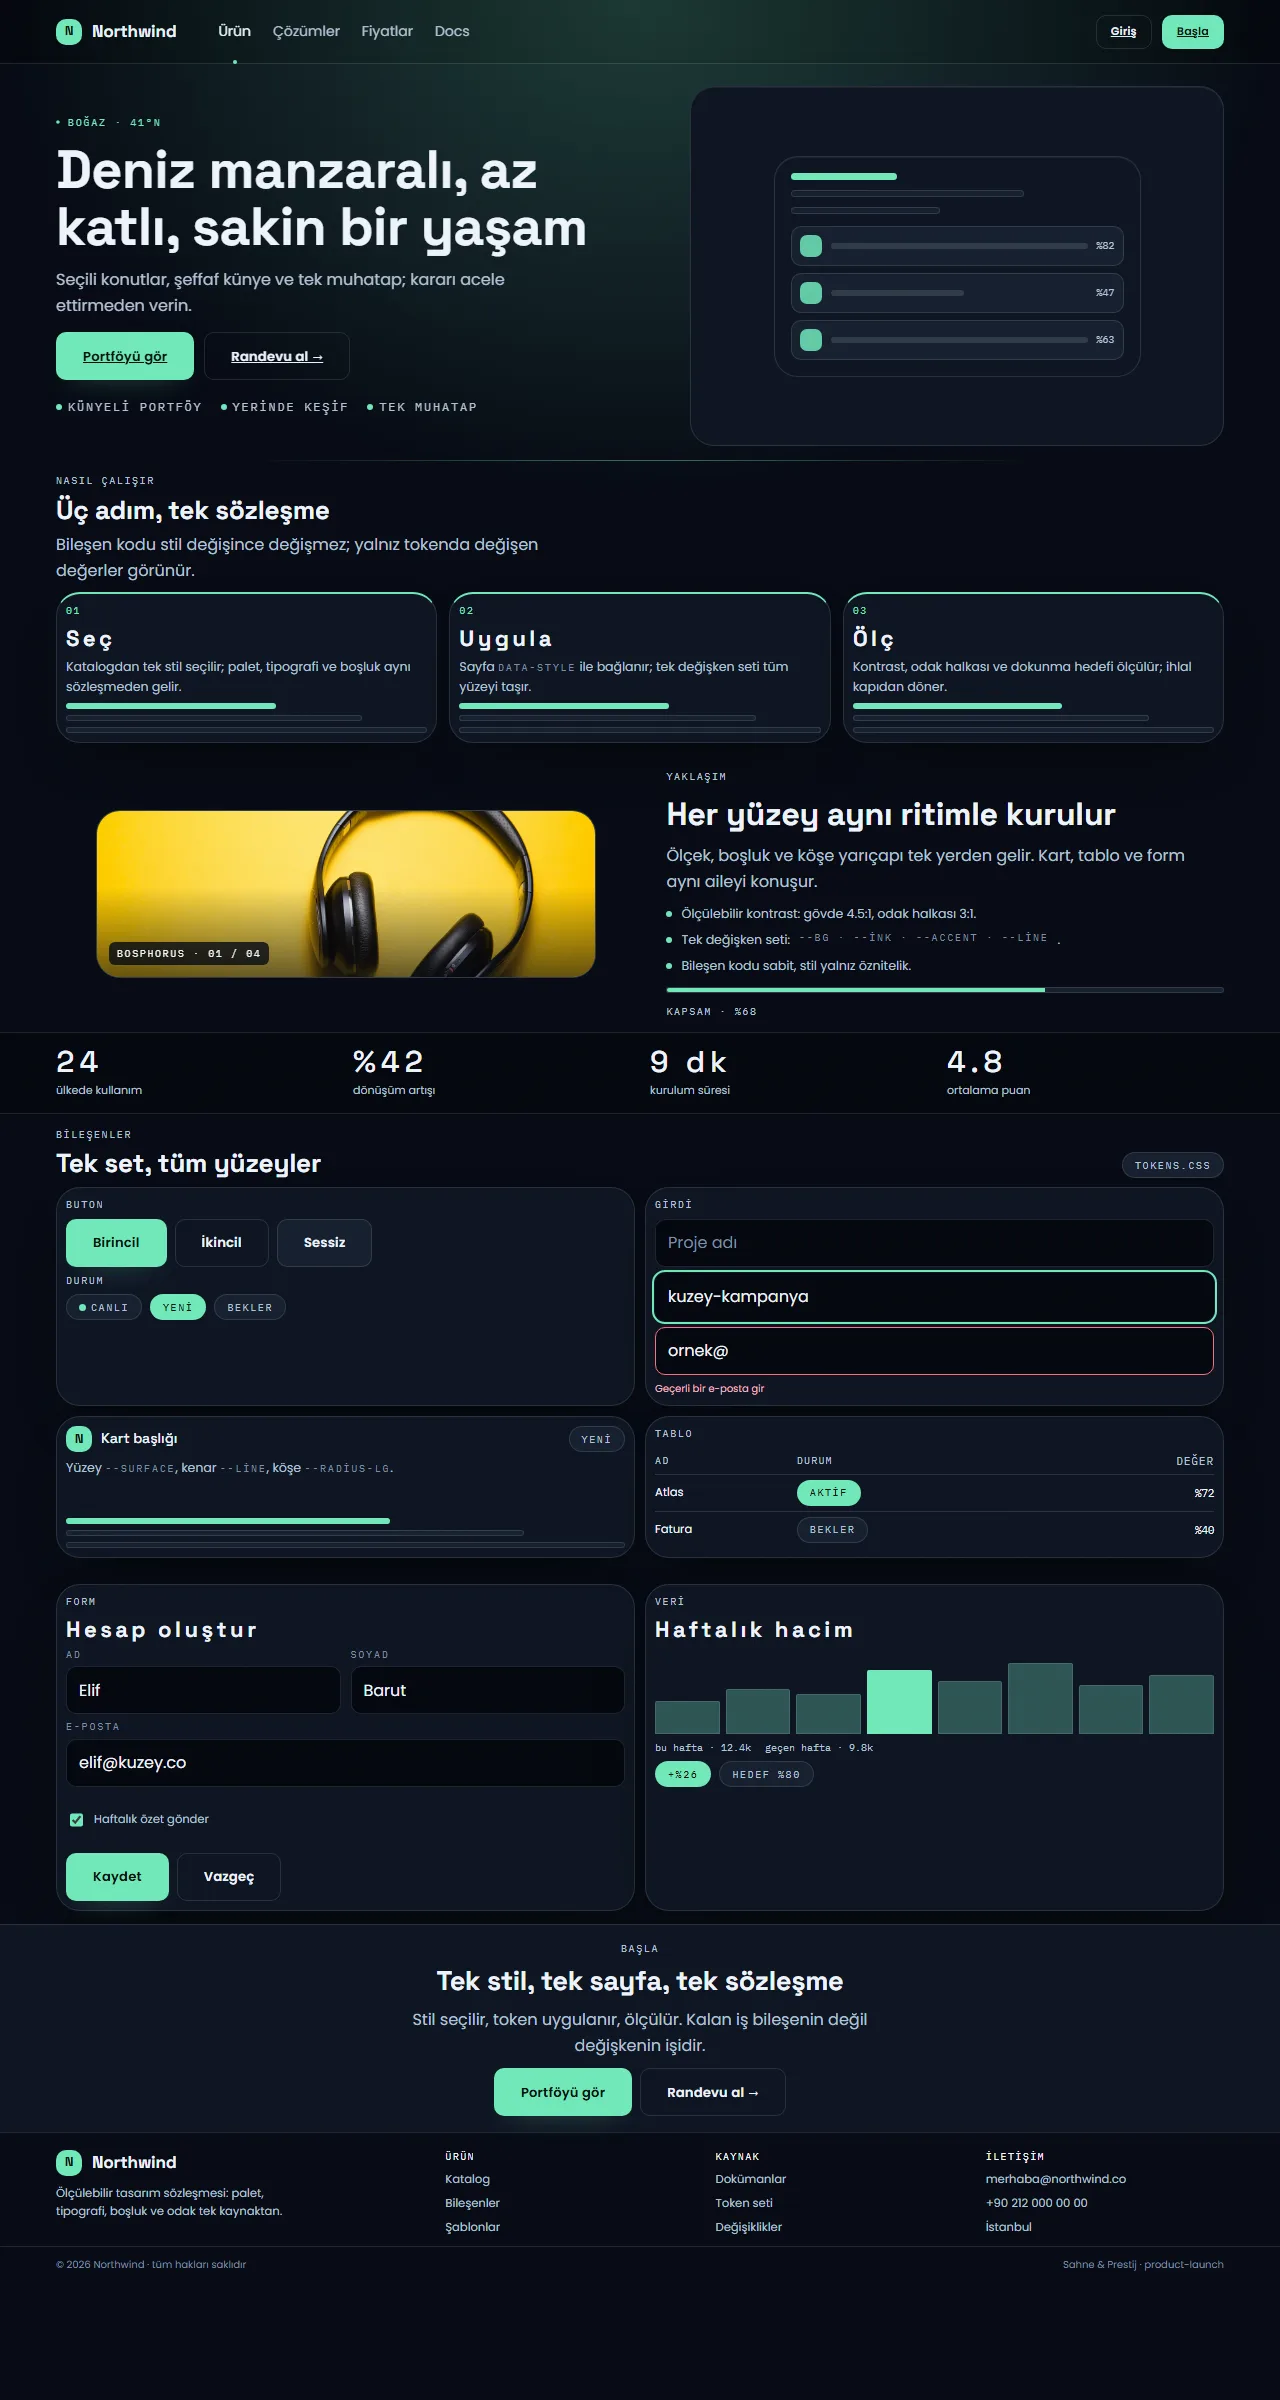 N Northwind Ürün Çözümler Fiyatlar Docs Giriş Başla
BOĞAZ · 41°N
Deniz manzaralı, az
katlı, sakin bir yaşam
Seçili konutlar, şeffaf künye ve tek muhatap; kararı acele
ettirmeden verin.
Portföyü gör Randevu al →
KÜNYELİ PORTFÖY YERİNDE KEŞİF TEK MUHATAP
%82
%47
%63
NASIL ÇALIŞIR
Üç adım, tek sözleşme
Bileşen kodu stil değişince değişmez; yalnız tokenda değişen
değerler görünür.
01
Seç
Katalogdan tek stil seçilir; palet, tipografi ve boşluk aynı
sözleşmeden gelir.
02
Uygula
Sayfa DATA-STYLE ile bağlanır; tek değişken seti tüm
yüzeyi taşır.
03
Ölç
Kontrast, odak halkası ve dokunma hedefi ölçülür; ihlal
kapıdan döner.
BOSPHORUS · 01 / 04
YAKLAŞIM
Her yüzey aynı ritimle kurulur
Ölçek, boşluk ve köşe yarıçapı tek yerden gelir. Kart, tablo ve form
aynı aileyi konuşur.
Ölçülebilir kontrast: gövde 4.5:1, odak halkası 3:1.
Tek değişken seti: --BG · --İNK · --ACCENT · --LİNE .
Bileşen kodu sabit, stil yalnız öznitelik.
KAPSAM · %68
24
ülkede kullanım
%42
dönüşüm artışı
9 dk
kurulum süresi
4.8
ortalama puan
BİLEŞENLER
Tek set, tüm yüzeyler
TOKENS.CSS
BUTON
Birincil İkincil Sessiz
DURUM
CANLI YENİ BEKLER
GİRDİ
Proje adı
kuzey-kampanya
ornek@
Geçerli bir e-posta gir
N Kart başlığı YENİ
Yüzey --SURFACE, kenar --LİNE, köşe --RADİUS-LG.
TABLO
AD DURUM DEĞER
Atlas AKTİF %72
Fatura BEKLER %40
FORM
Hesap oluştur
AD SOYAD
Elif Barut
E-POSTA
elif@kuzey.co
Haftalık özet gönder
Kaydet Vazgeç
VERİ
Haftalık hacim
bu hafta · 12.4k geçen hafta · 9.8k
+%26 HEDEF %80
BAŞLA
Tek stil, tek sayfa, tek sözleşme
Stil seçilir, token uygulanır, ölçülür. Kalan iş bileşenin değil
değişkenin işidir.
Portföyü gör Randevu al →
N Northwind
Ölçülebilir tasarım sözleşmesi: palet,
tipografi, boşluk ve odak tek kaynaktan.
ÜRÜN
Katalog
Bileşenler
Şablonlar
KAYNAK
Dokümanlar
Token seti
Değişiklikler
İLETİŞİM
merhaba@northwind.co
+90 212 000 00 00
İstanbul
© 2026 Northwind · tüm hakları saklıdır
Sahne & Prestij · product-launch